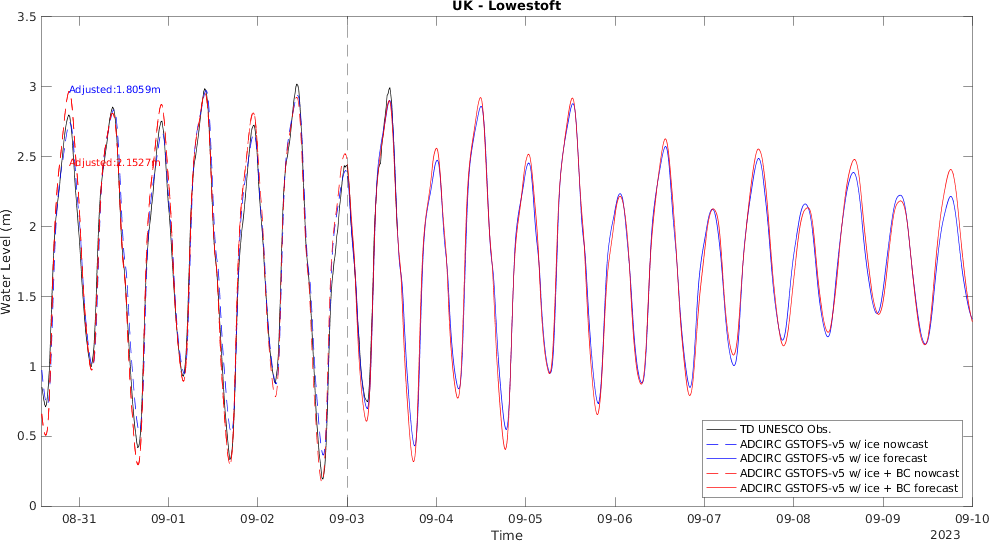 UK - Lowestoft
3.5
3
2.5
2
1.5
1
0.5
0
Water Level (m)
Adjusted:1.8059m
Adjusted:2.1527m
TD UNESCO Obs.
ADCIRC GSTOFS-v5 w/ ice nowcast
ADCIRC GSTOFS-v5 w/ ice forecast
ADCIRC GSTOFS-v5 w/ ice + BC nowcast
ADCIRC GSTOFS-v5 w/ ice + BC forecast
08-31 09-01 09-02 09-03 09-04 09-05 09-06 09-07 09-08 09-09 09-10
Time
2023